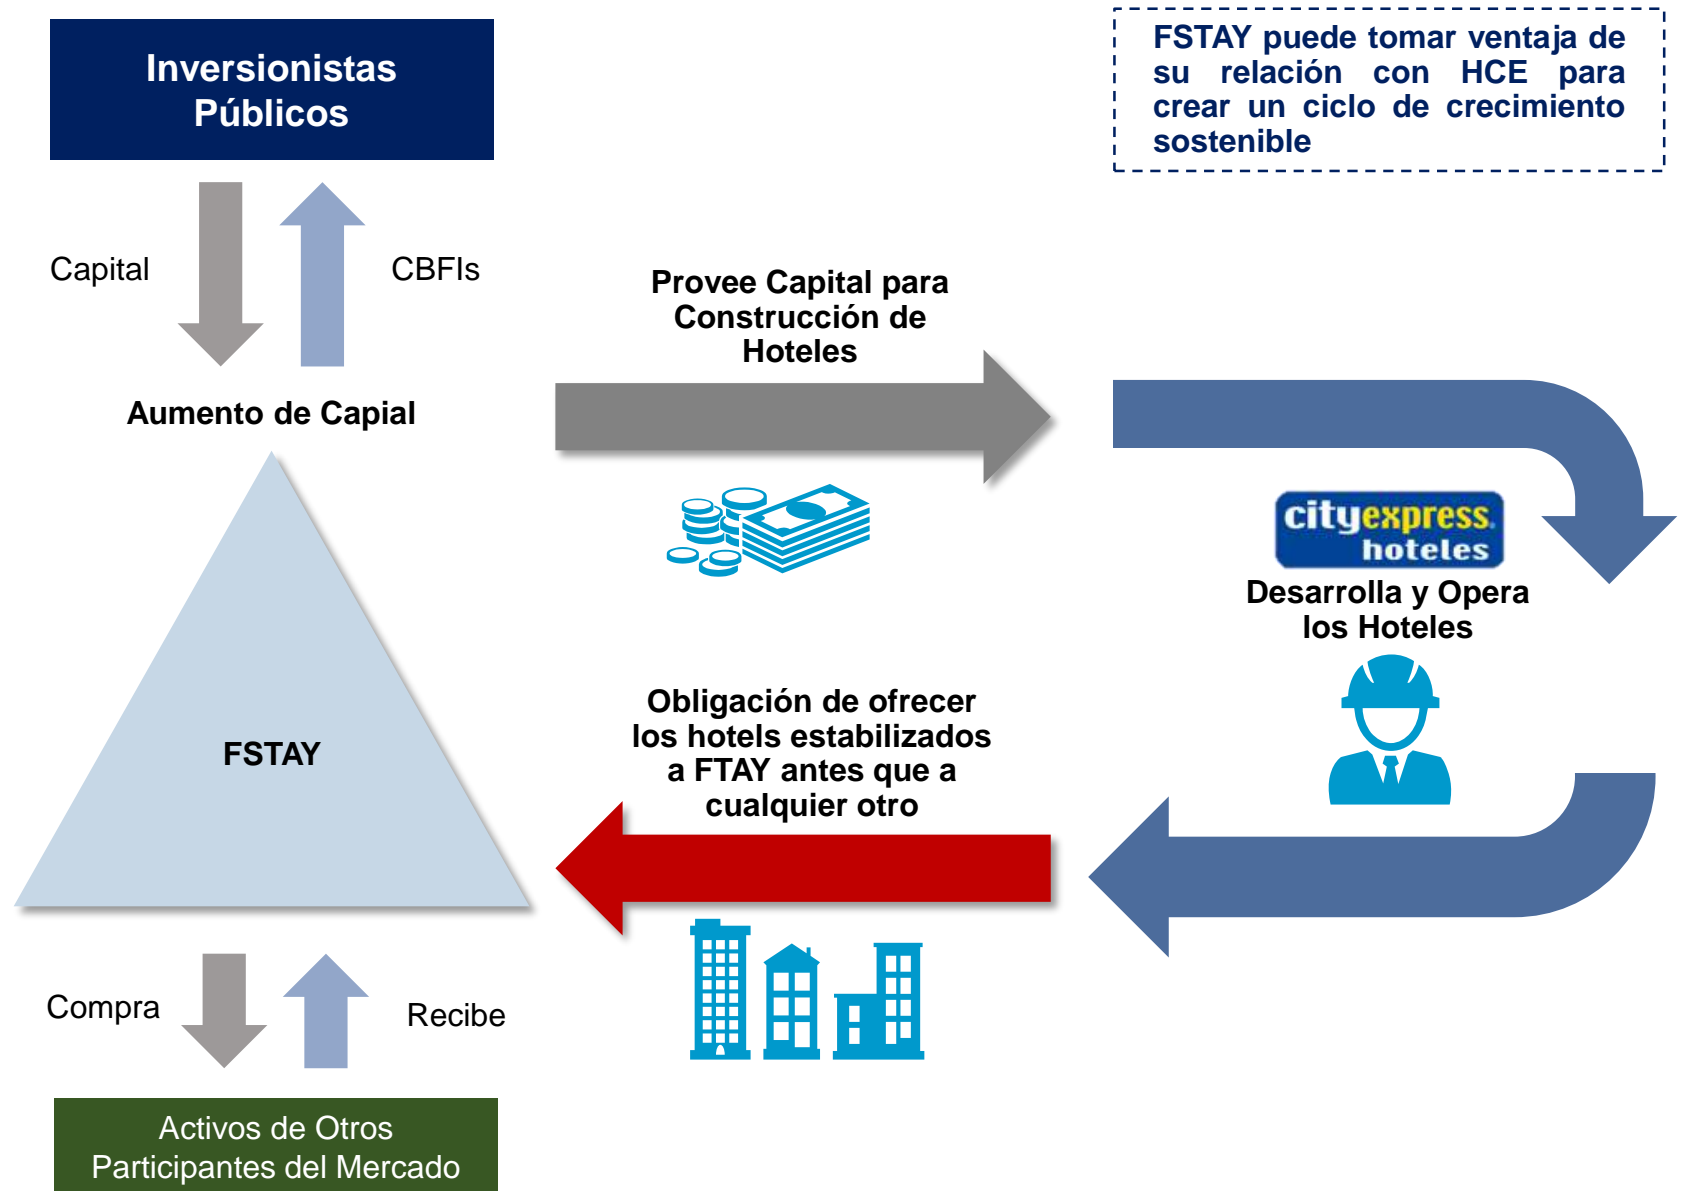 Inversionistas
Públicos
FSTAY puede tomar ventaja de
su relación con HCE para
crear un ciclo de crecimiento
sostenible
Capital
CBFIs
Provee Capital para
Construcción de
Hoteles
Aumento de Capial
cityexpress.
hoteles
Desarrolla y Opera
los Hoteles
Obligación de ofrecer
los hotels estabilizados
a FTAY antes que a
cualquier otro
FSTAY
Compra
Recibe
Activos de Otros
Participantes del Mercado